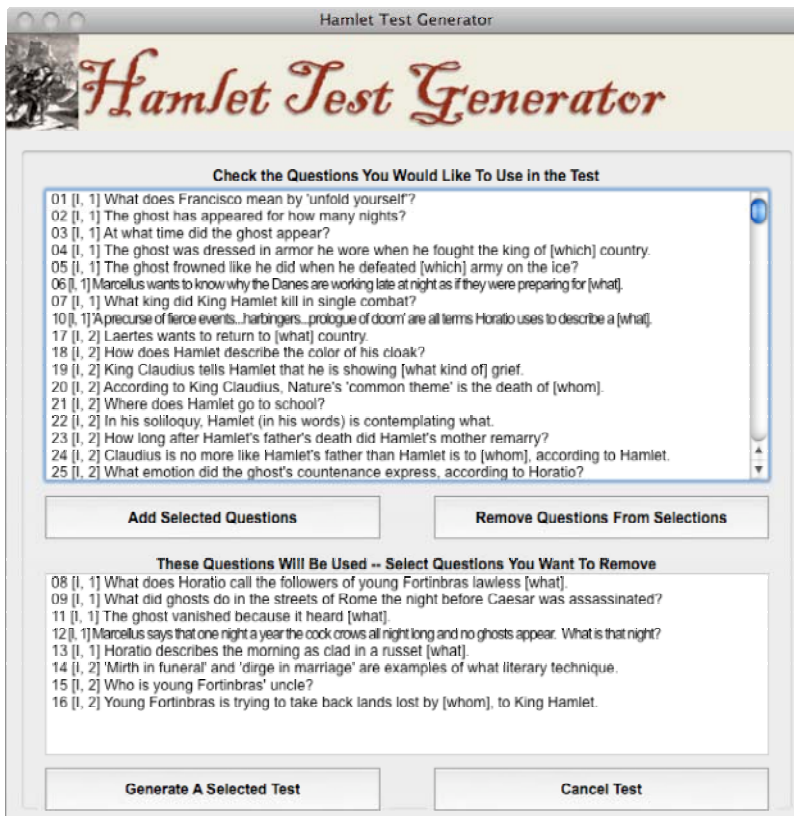 Hamlet Test Generator
Hamlet Test Generator
Check the Questions You Would Like To Use in the Test
01 [I, 1] What does Francisco mean by 'unfold yourself'?
02 [I, 1] The ghost has appeared for how many nights?
03 [I, 1] At what time did the ghost appear?
04 [I, 1] The ghost was dressed in armor he wore when he fought the king of [which] country.
05 [I, 1] The ghost frowned like he did when he defeated [which] army on the ice?
06 [I, 1] Marcellus wants to know why the Danes are working late at night as if they were preparing for [what].
07 [I, 1] What king did King Hamlet kill in single combat?
10 [I, 1] 'A precurse of fierce events...harbingers...prologue of doom' are all terms Horatio uses to describe a [what].
17 [I, 2] Laertes wants to return to [what] country.
18 [I, 2] How does Hamlet describe the color of his cloak?
19 [I, 2] King Claudius tells Hamlet that he is showing [what kind of] grief.
20 [I, 2] According to King Claudius, Nature's 'common theme' is the death of [whom].
21 [I, 2] Where does Hamlet go to school?
22 [I, 2] In his soliloquy, Hamlet (in his words) is contemplating what.
23 [I, 2] How long after Hamlet's father's death did Hamlet's mother remarry?
24 [I, 2] Claudius is no more like Hamlet's father than Hamlet is to [whom], according to Hamlet.
25 [I, 2] What emotion did the ghost's countenance express, according to Horatio?
Add Selected Questions
Remove Questions From Selections
These Questions Will Be Used -- Select Questions You Want To Remove
08 [I, 1] What does Horatio call the followers of young Fortinbras lawless [what].
09 [I, 1] What did ghosts do in the streets of Rome the night before Caesar was assassinated?
11 [I, 1] The ghost vanished because it heard [what].
12 [I, 1] Marcellus says that one night a year the cock crows all night long and no ghosts appear. What is that night?
13 [I, 1] Horatio describes the morning as clad in a russet [what].
14 [I, 2] 'Mirth in funeral' and 'dirge in marriage' are examples of what literary technique.
15 [I, 2] Who is young Fortinbras' uncle?
16 [I, 2] Young Fortinbras is trying to take back lands lost by [whom], to King Hamlet.
Generate A Selected Test
Cancel Test